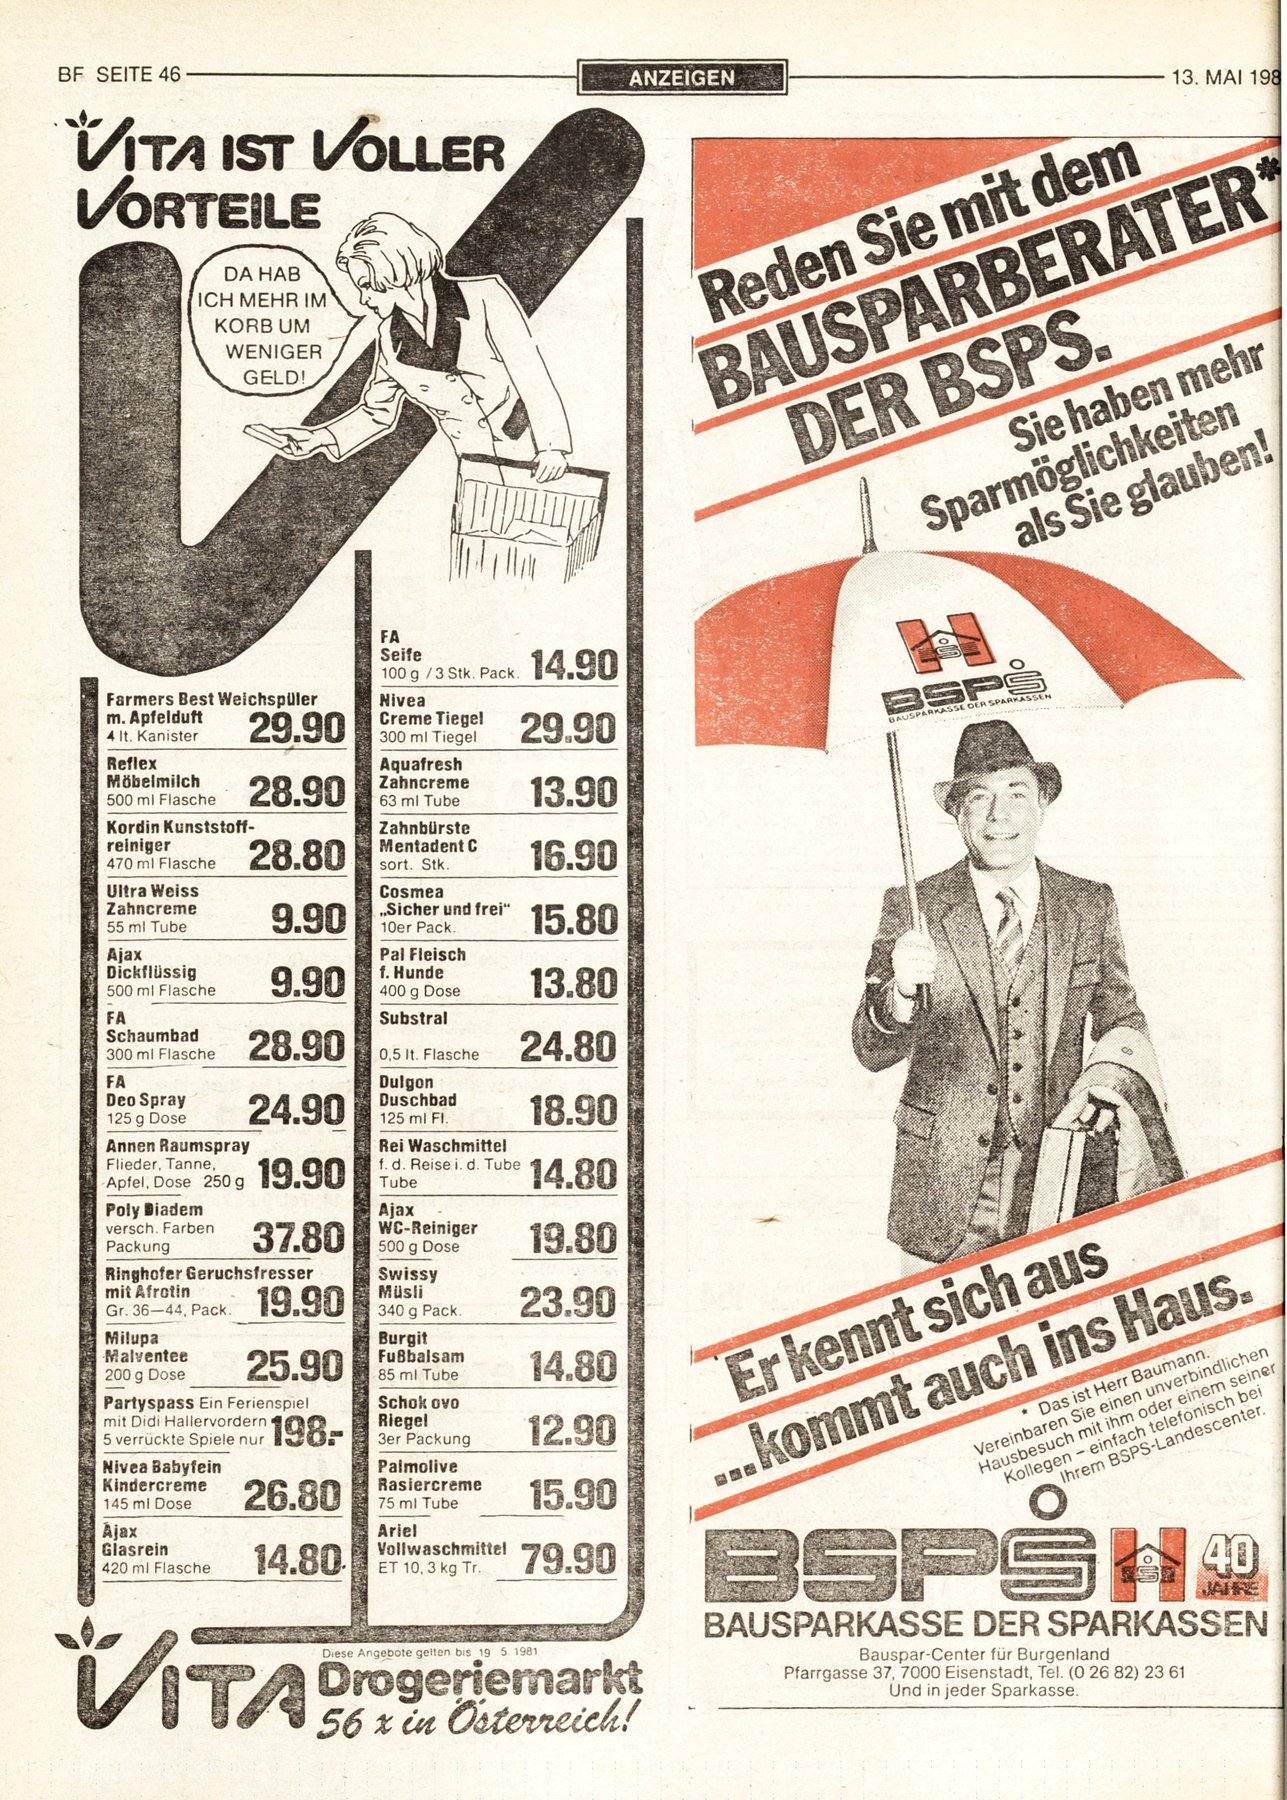 BF SEITE 46
ANZEIGEN
13. MAI 198
VITA IST VOLLER
VORTEILE
DA HAB
ICH MEHR IM
KORB UM
WENIGER
GELD!
Farmers Best Weichspüler
m. Apfelduft
4 lt. Kanister 29.90
Reflex
Möbelmilch
500 ml Flasche 28.90
Kordin Kunststoff-
reiniger
470 ml Flasche 28.80
Ultra Weiss
Zahncreme
55 ml Tube 9.90
Ajax
Dickflüssig
500 ml Flasche 9.90
FA
Schaumbad
300 ml Flasche 28.90
FA
Deo Spray
125 g Dose 24.90
Annen Raumspray
Flieder, Tanne,
Apfel, Dose 250 g 19.90
Poly Diadem
versch. Farben
Packung 37.80
Ringhofer Geruchsfresser
mit Afrotin
Gr. 36—44, Pack. 19.90
Milupa
Malventee
200 g Dose 25.90
Partyspass Ein Ferienspiel
mit Didi Hallervordern
5 verrückte Spiele nur 198.-
Nivea Babyfein
Kindercreme
145 ml Dose 26.80
Ajax
Glasrein
420 ml Flasche 14.80
FA
Seife
100 g / 3 Stk. Pack. 14.90
Nivea
Creme Tiegel
300 ml Tiegel 29.90
Aquafresh
Zahncreme
63 ml Tube 13.90
Zahnbürste
Mentadent C
sort. Stk. 16.90
Cosmea
„Sicher und frei“
10er Pack. 15.80
Pal Fleisch
f. Hunde
400 g Dose 13.80
Substral
0,5 lt. Flasche 24.80
Dulgon
Duschbad
125 ml Fl. 18.90
Rei Waschmittel
f. d. Reise i. d. Tube
Tube 14.80
Ajax
WC-Reiniger
500 g Dose 19.80
Swissy
Müsli
340 g Pack. 23.90
Burgit
Fußbalsam
85 ml Tube 14.80
Schok ovo
Riegel
3er Packung 12.90
Palmolive
Rasiercreme
75 ml Tube 15.90
Ariel
Vollwaschmittel
ET 10, 3 kg Tr. 79.90
Diese Angebote gelten bis 19. 5. 1981
VITA Drogeriemarkt
56 x in Österreich!
Reden Sie mit dem
BAUSPARBERATER*
DER BSPS.
Sie haben mehr
Sparmöglichkeiten
als Sie glauben!
BSPS
BAUSPARKASSE DER SPARKASSEN
Er kennt sich aus
...kommt auch ins Haus.
* Das ist Herr Baumann.
Vereinbaren Sie einen unverbindlichen
Hausbesuch mit ihm oder einem seiner
Kollegen – einfach telefonisch bei
Ihrem BSPS-Landescenter.
BSPS
40
JAHRE
BAUSPARKASSE DER SPARKASSEN
Bauspar-Center für Burgenland
Pfarrgasse 37, 7000 Eisenstadt, Tel. (0 26 82) 23 61
Und in jeder Sparkasse.